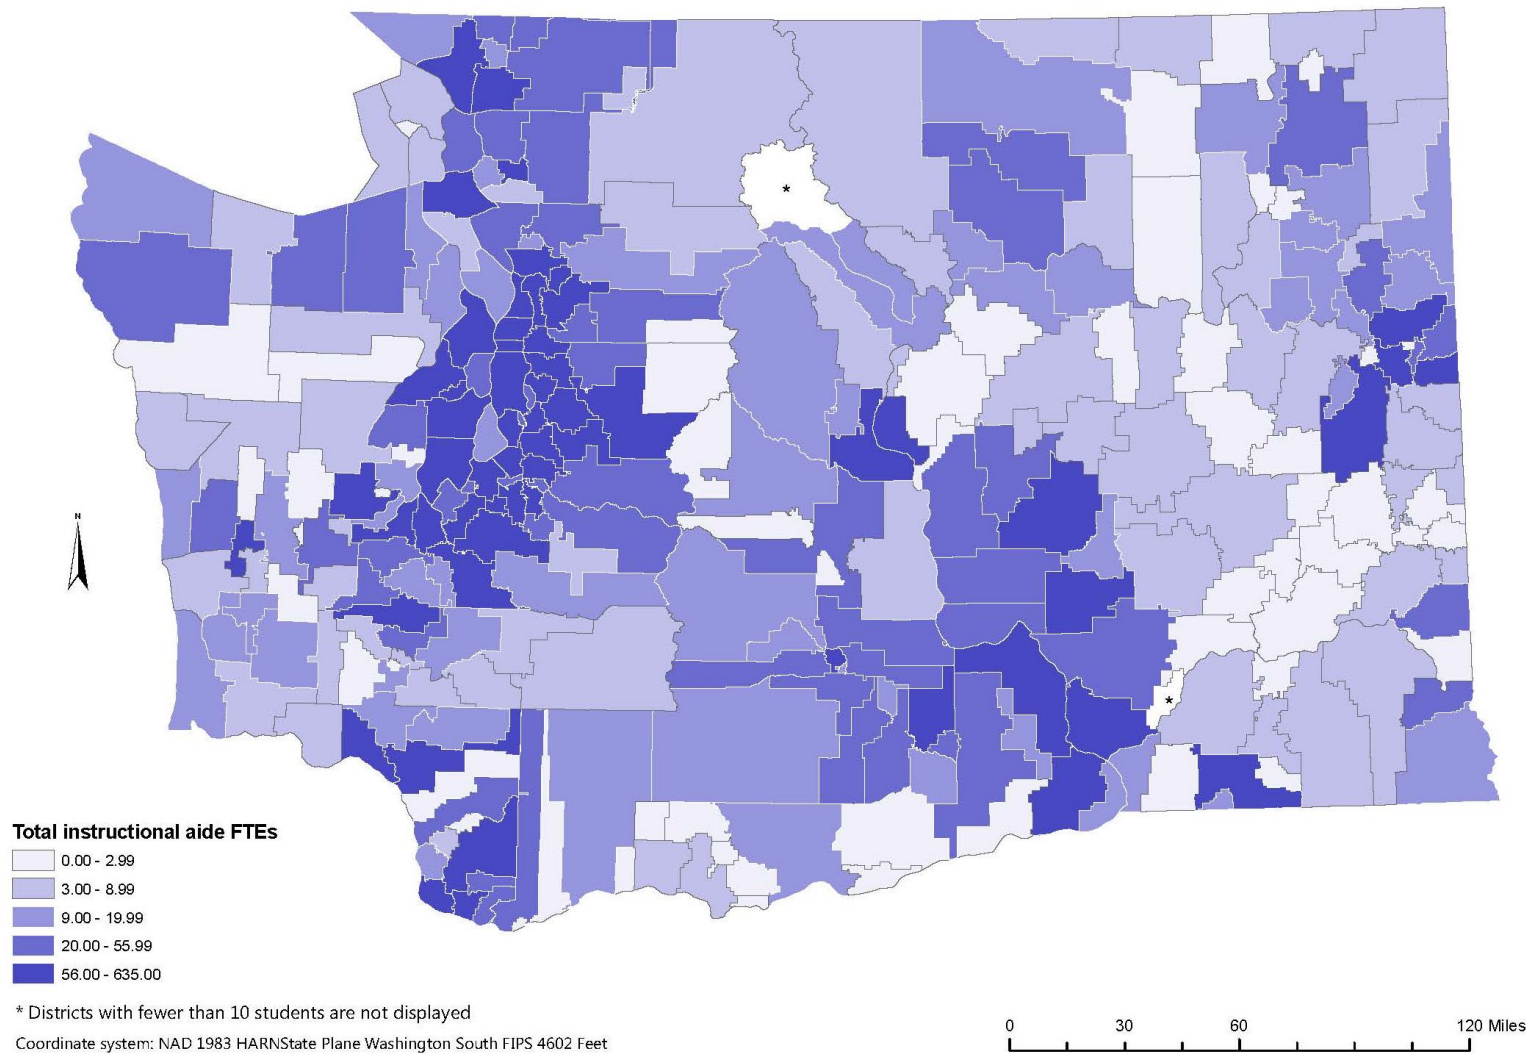 *
*
N
Total instructional aide FTEs
0.00 - 2.99
3.00 - 8.99
9.00 - 19.99
20.00 - 55.99
56.00 - 635.00
* Districts with fewer than 10 students are not displayed
Coordinate system: NAD 1983 HARNState Plane Washington South FIPS 4602 Feet
0 30 60 120 Miles